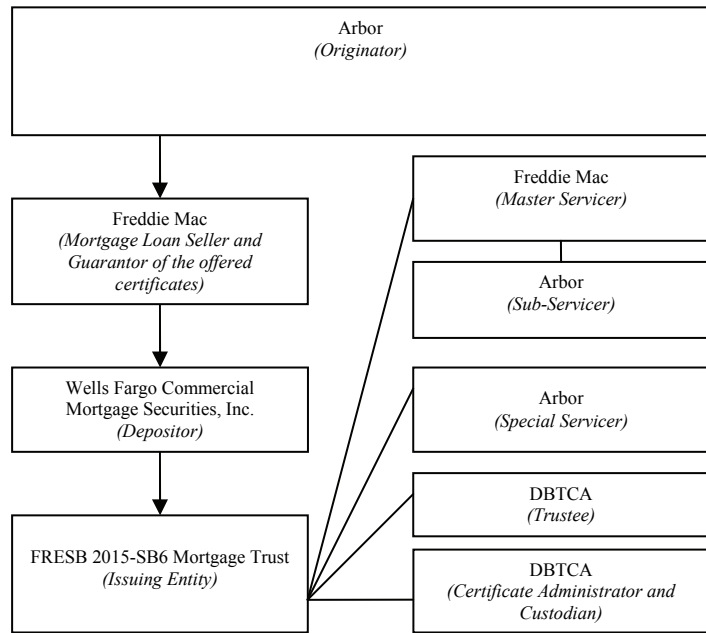 Arbor
(Originator)
Freddie Mac
(Mortgage Loan Seller and
Guarantor of the offered
certificates)
Wells Fargo Commercial
Mortgage Securities, Inc.
(Depositor)
FRESB 2015-SB6 Mortgage Trust
(Issuing Entity)
Freddie Mac
(Master Servicer)
Arbor
(Sub-Servicer)
Arbor
(Special Servicer)
DBTCA
(Trustee)
DBTCA
(Certificate Administrator and
Custodian)